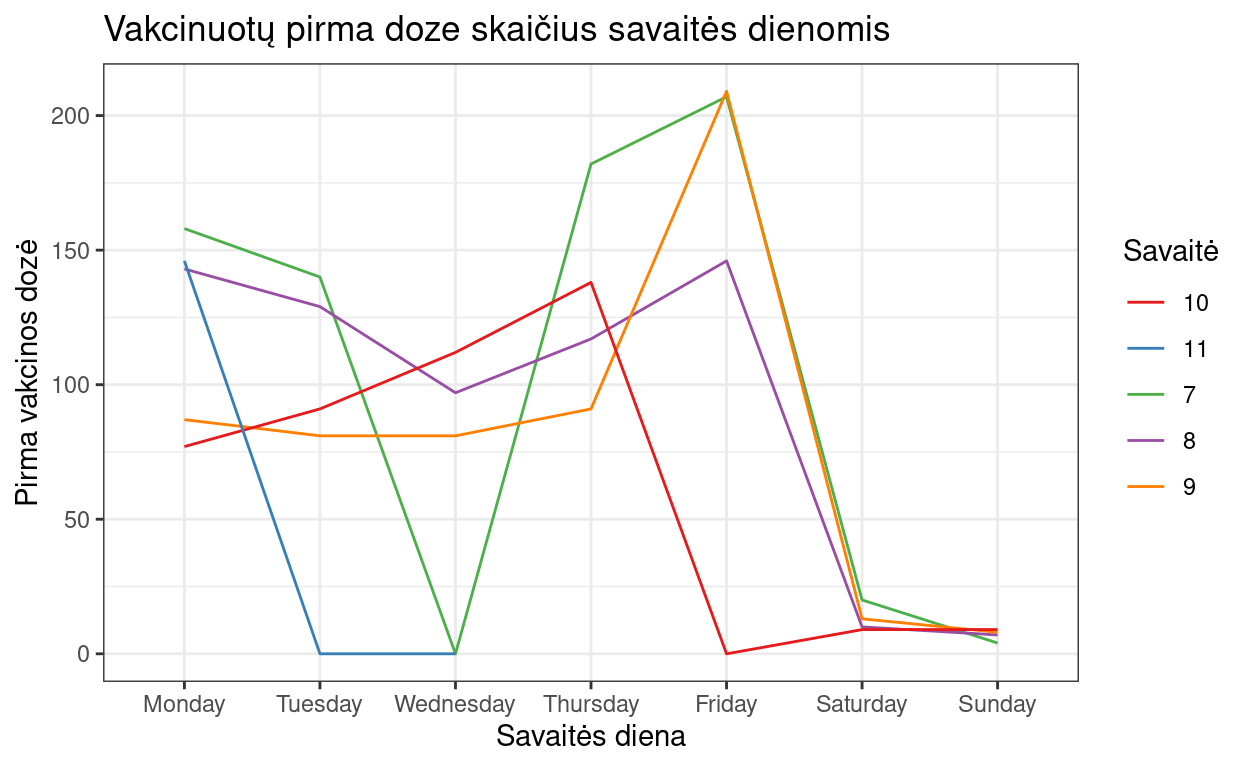 Vakcinuotų pirma doze skaičius savaitės dienomis
Pirma vakcinos dozė
200
150
100
50
0
Monday
Tuesday
Wednesday
Thursday
Friday
Saturday
Sunday
Savaitės diena
Savaitė
10
11
7
8
9